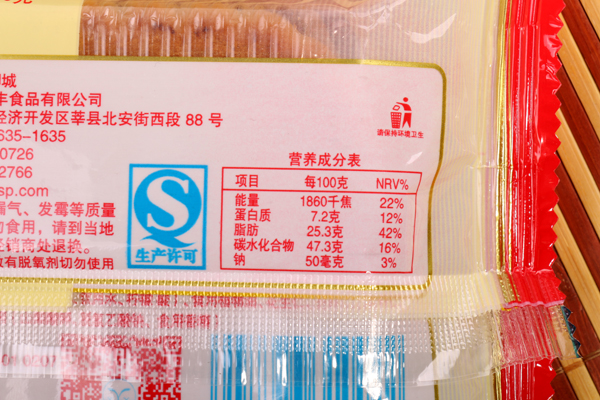 聊城
丰食品有限公司
经济开发区莘县北安街西段 88 号
635-1635
0726
2766
sp.com
漏气、发霉等质量
勿食用，请到当地
经销商处退换。
放有脱氧剂切勿使用
生产许可
请保持环境卫生
营养成分表
项目 每100克 NRV%
能量 1860千焦 22%
蛋白质 7.2克 12%
脂肪 25.3克 42%
碳水化合物 47.3克 16%
钠 50毫克 3%